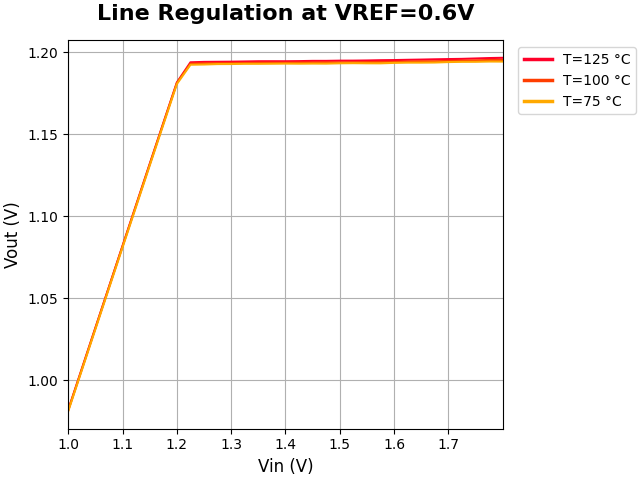 Line Regulation at VREF=0.6V
1.20
1.15
1.10
1.05
1.00
Vout (V)
1.0 1.1 1.2 1.3 1.4 1.5 1.6 1.7
Vin (V)
T=125 °C
T=100 °C
T=75 °C